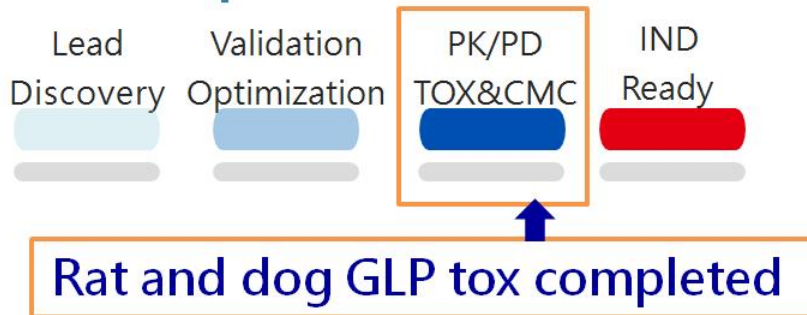 Lead Discovery
Validation Optimization
PK/PD TOX&CMC
IND Ready
Rat and dog GLP tox completed